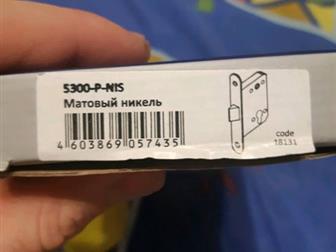 5300-P-NIS
Матовый никель
4 603869 057435
code
18131